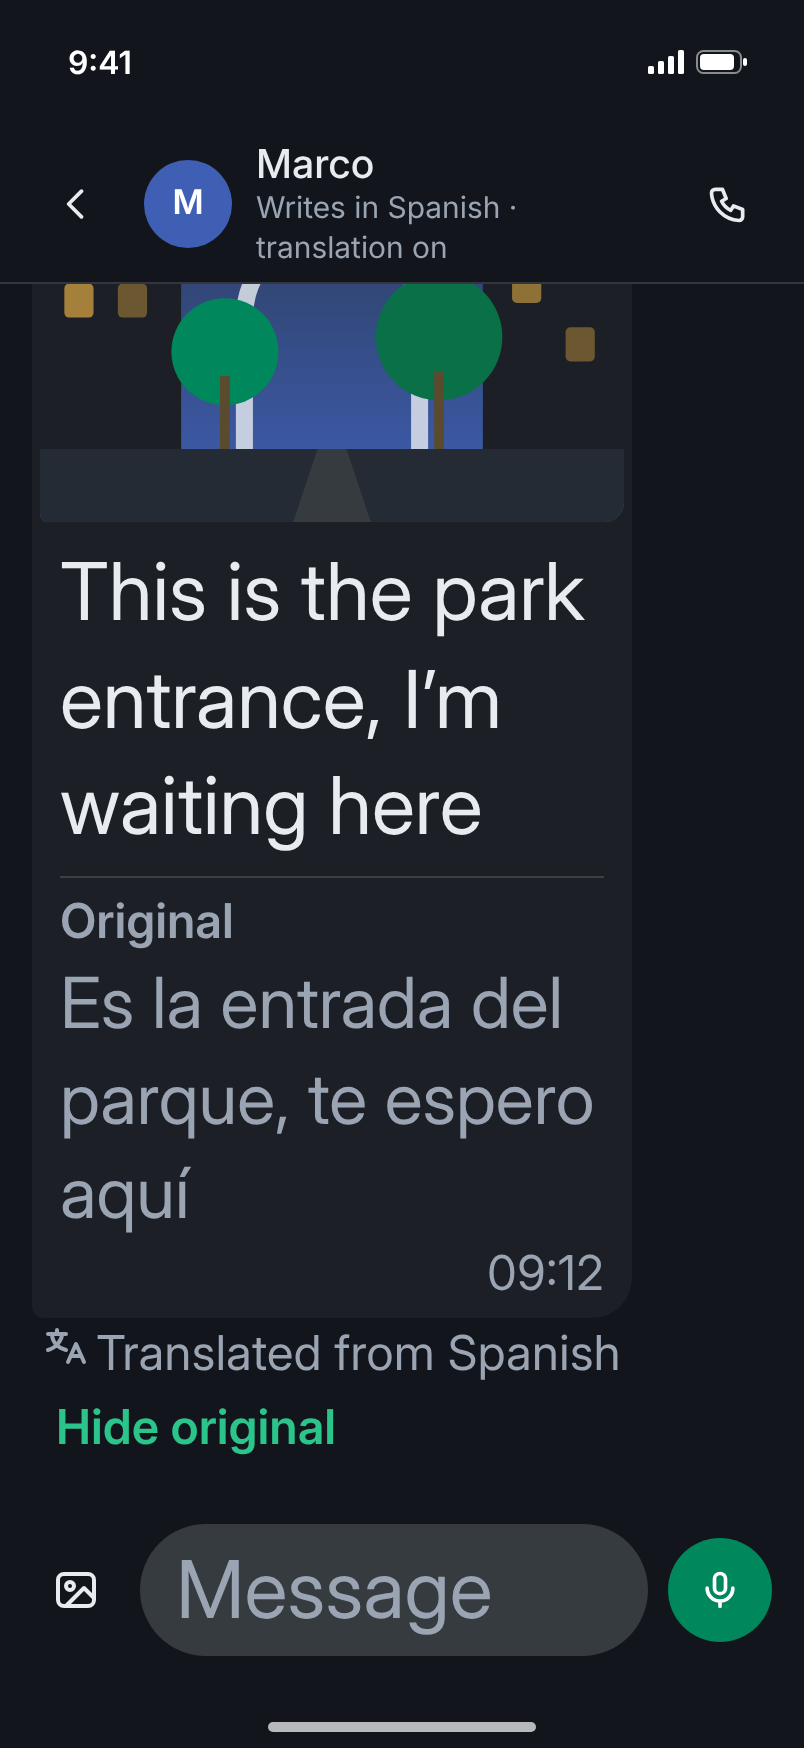 9:41
M
Marco
Writes in Spanish ·
translation on
This is the park
entrance, I’m
waiting here
Original
Es la entrada del
parque, te espero
aquí
09:12
Translated from Spanish
Hide original
Message